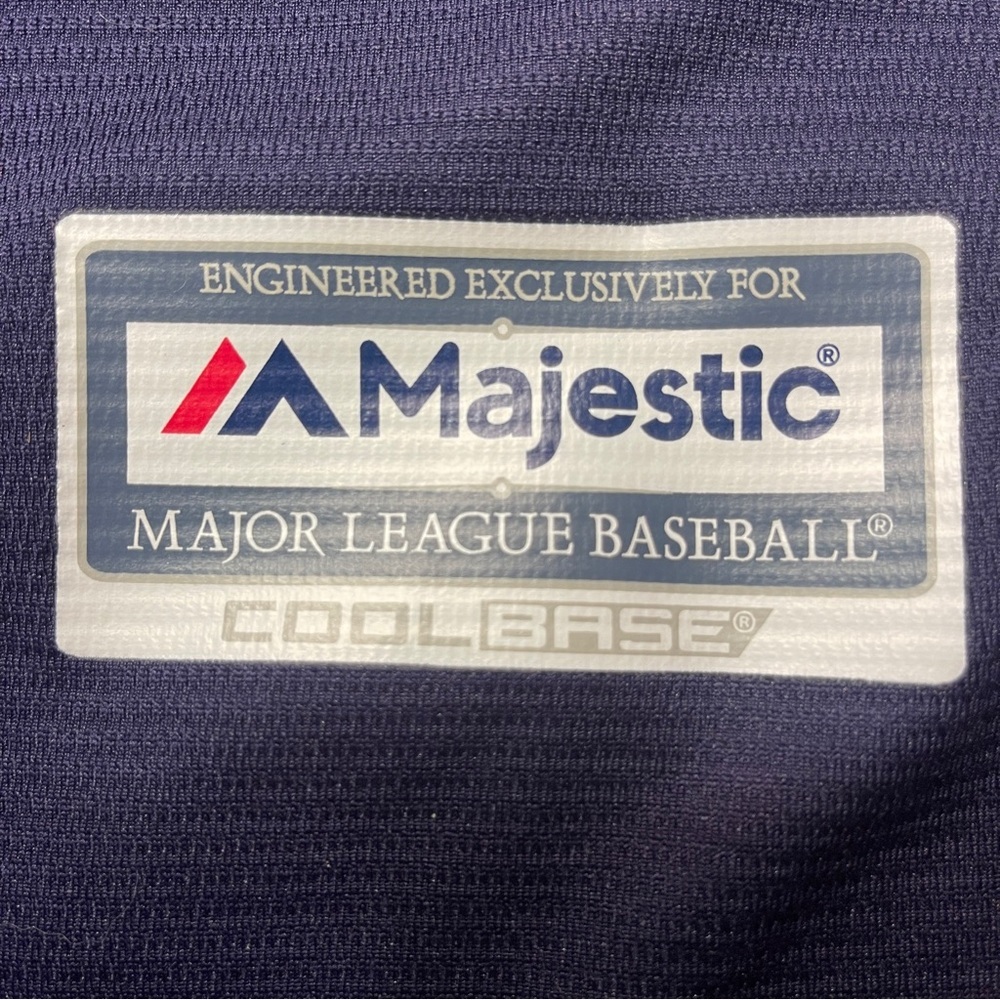 ENGINEERED EXCLUSIVELY FOR
Majestic®
MAJOR LEAGUE BASEBALL®
COOLBASE®